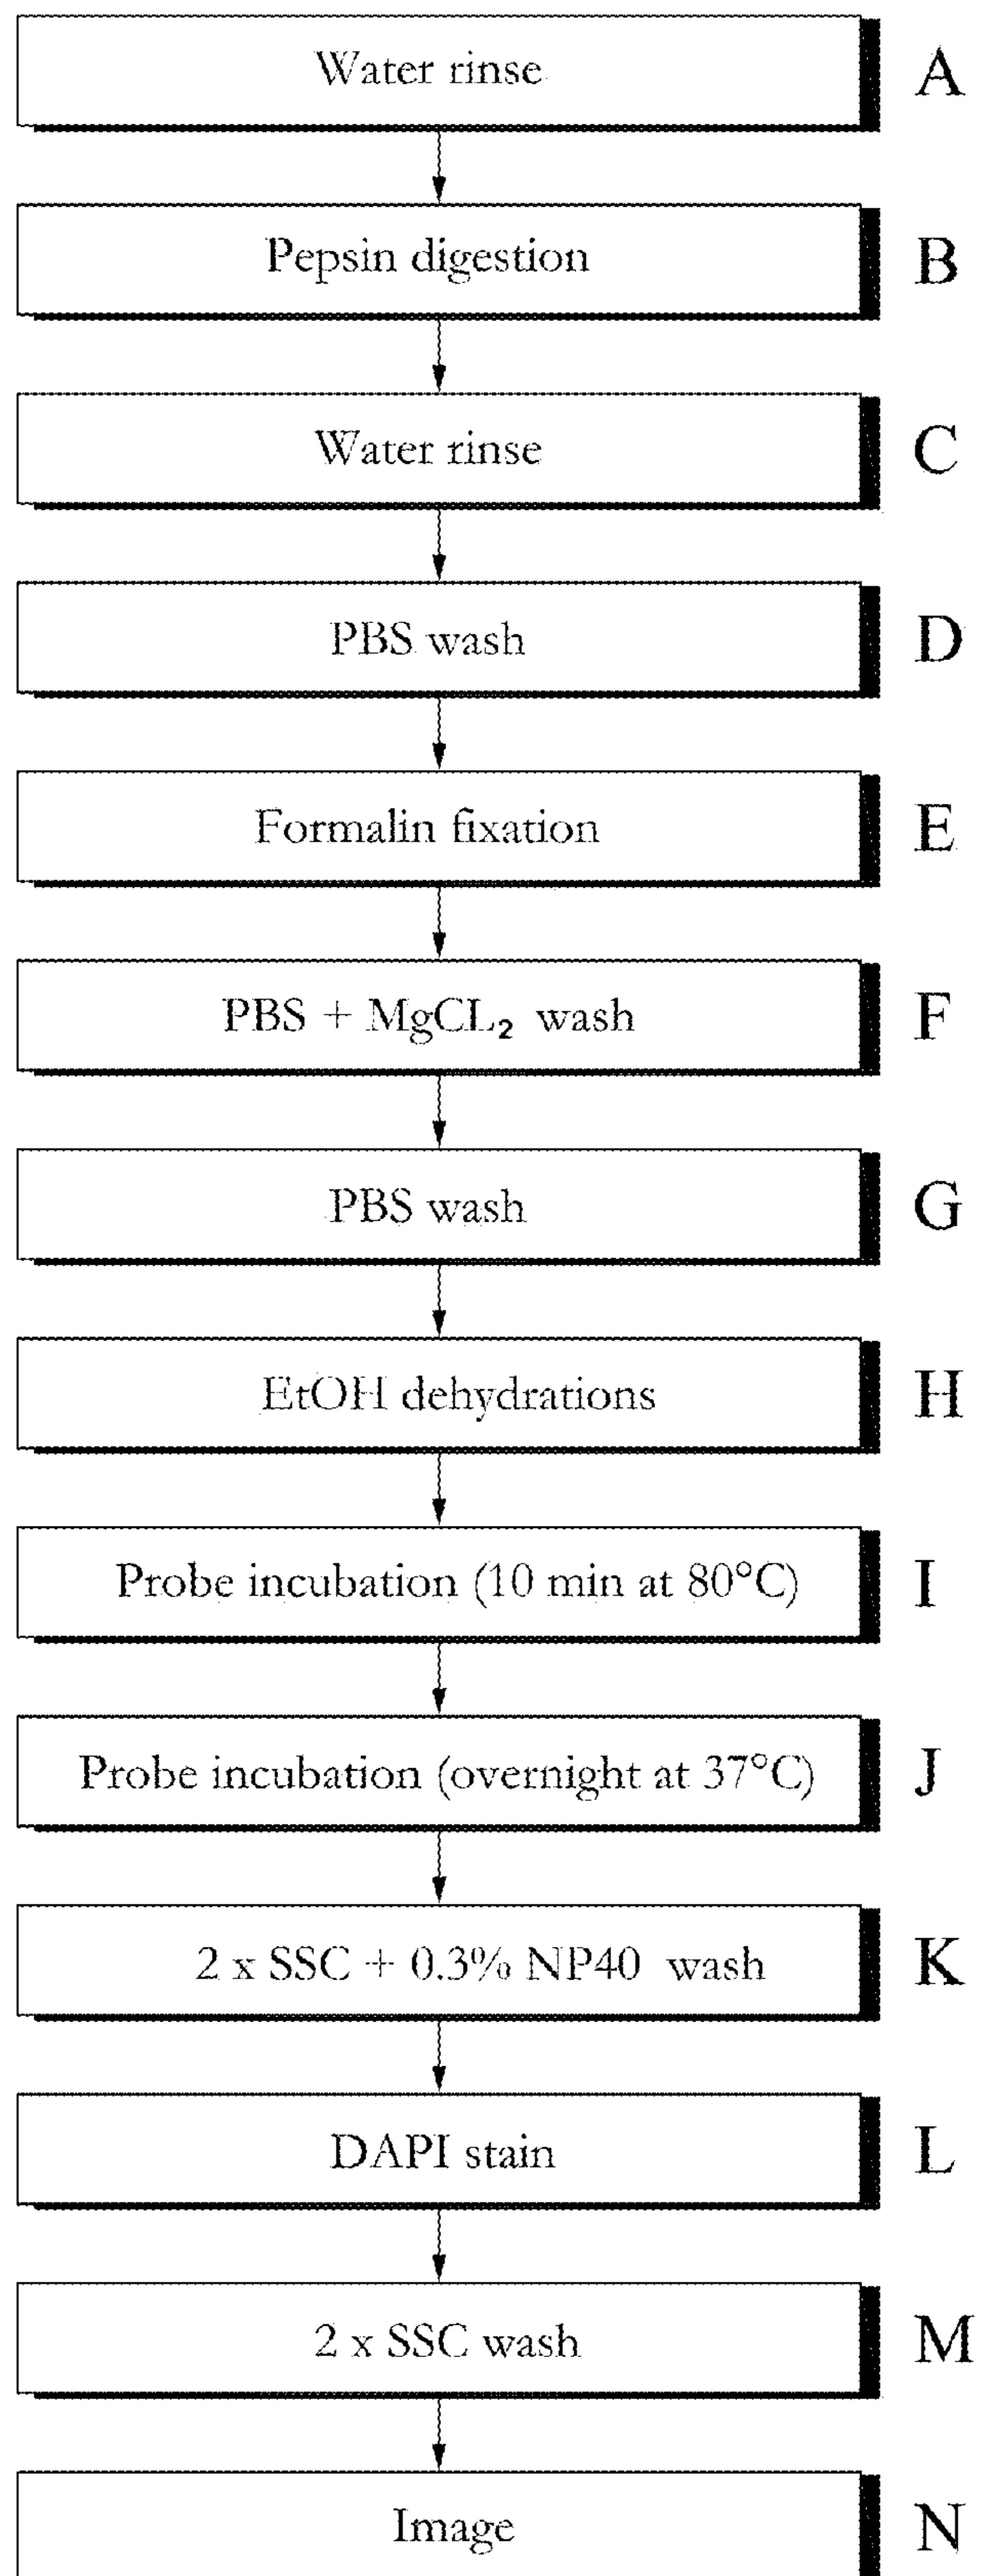 Water rinse
A
Pepsin digestion
B
Water rinse
C
PBS wash
D
Formalin fixation
E
PBS + MgCL₂ wash
F
PBS wash
G
EtOH dehydrations
H
Probe incubation (10 min at 80°C)
I
Probe incubation (overnight at 37°C)
J
2 x SSC + 0.3% NP40 wash
K
DAPI stain
L
2 x SSC wash
M
Image
N